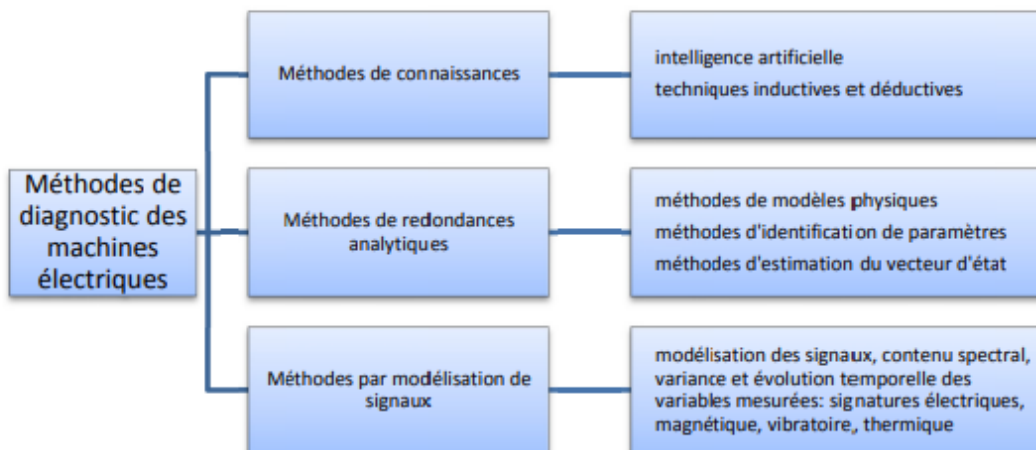 Méthodes de
diagnostic des
machines
électriques
Méthodes de connaissances
intelligence artificielle
techniques inductives et déductives
Méthodes de redondances
analytiques
méthodes de modèles physiques
méthodes d'identification de paramètres
méthodes d'estimation du vecteur d'état
Méthodes par modélisation de
signaux
modélisation des signaux, contenu spectral,
variance et évolution temporelle des
variables mesurées: signatures électriques,
magnétique, vibratoire, thermique